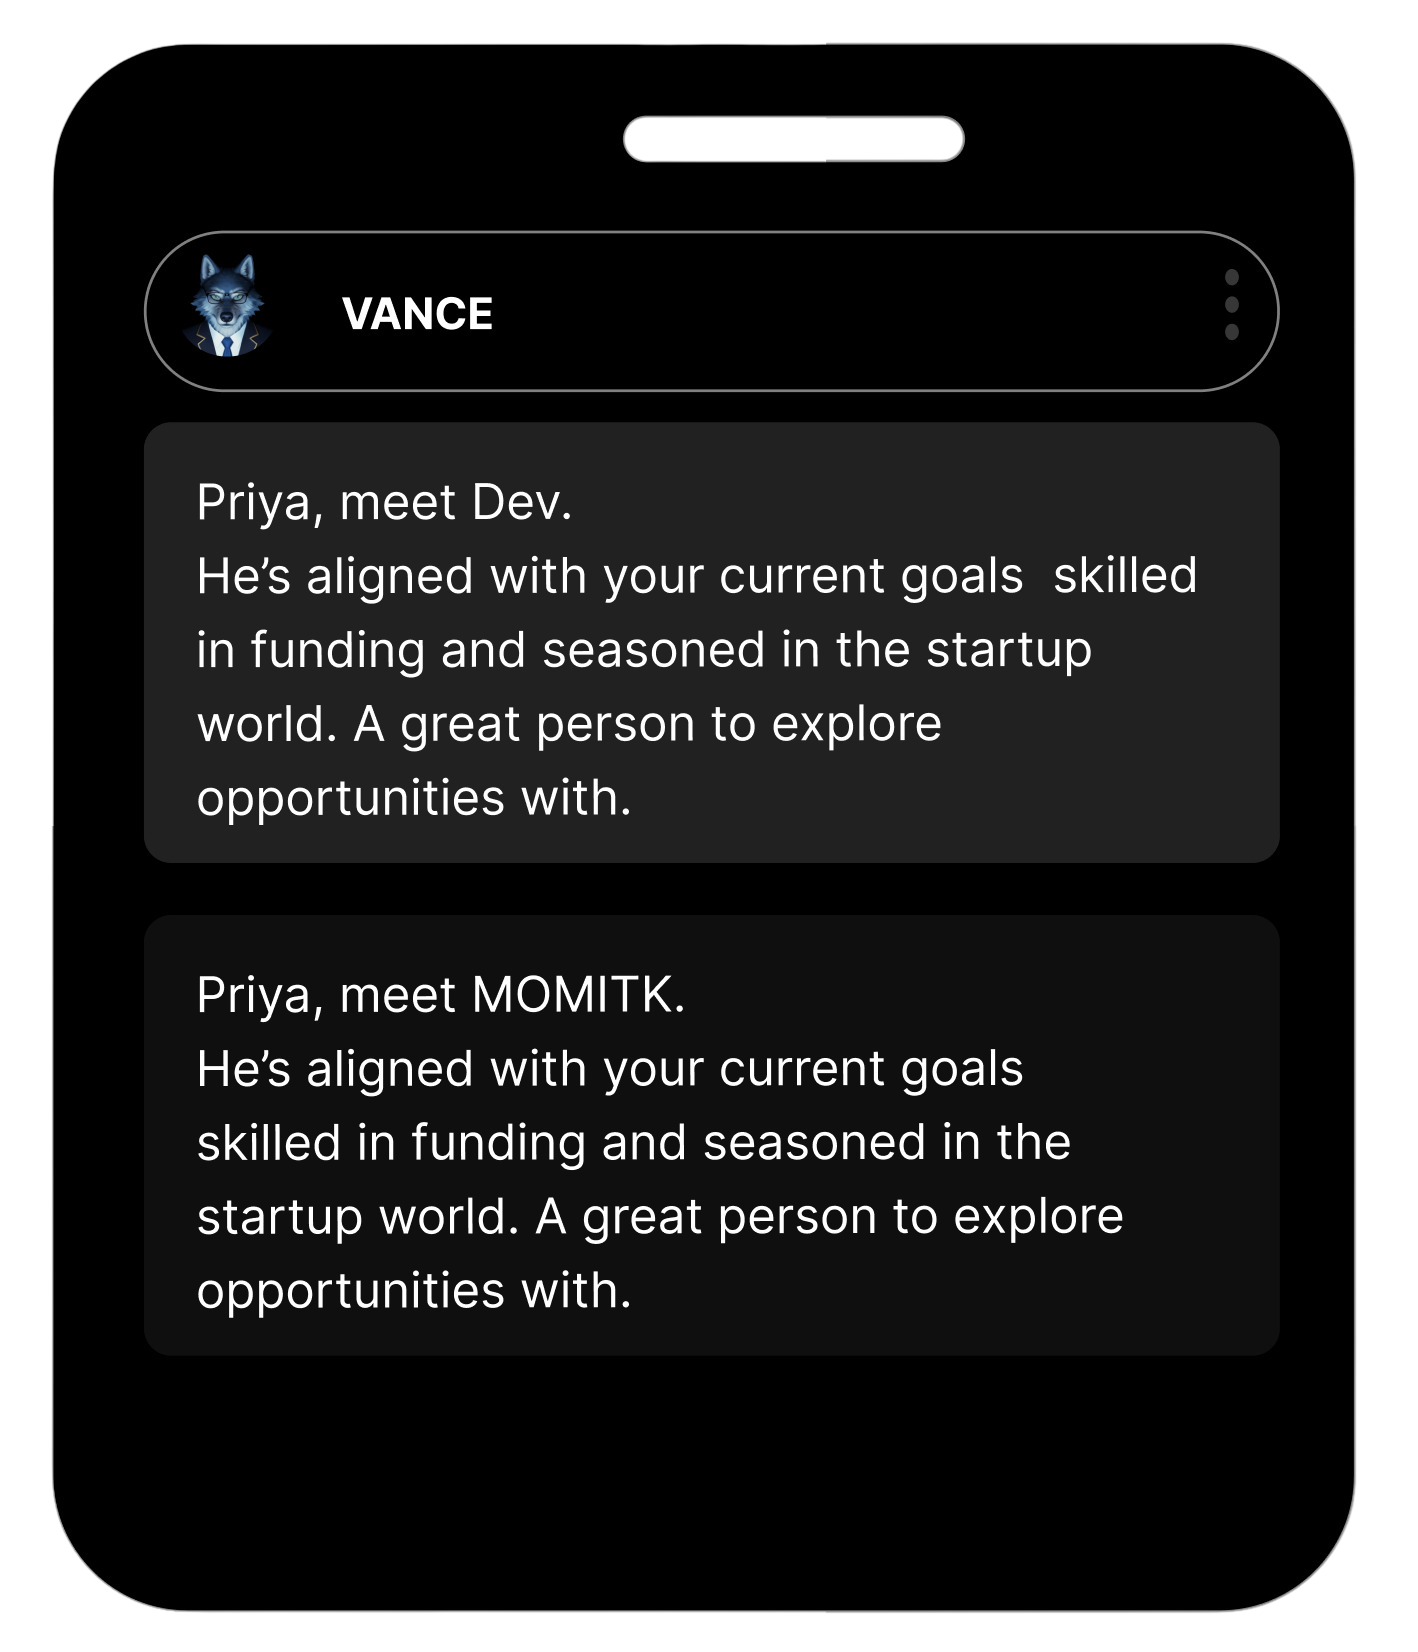 VANCE
Priya, meet Dev.
He’s aligned with your current goals  skilled
in funding and seasoned in the startup
world. A great person to explore
opportunities with.
Priya, meet MOMITK.
He’s aligned with your current goals
skilled in funding and seasoned in the
startup world. A great person to explore
opportunities with.